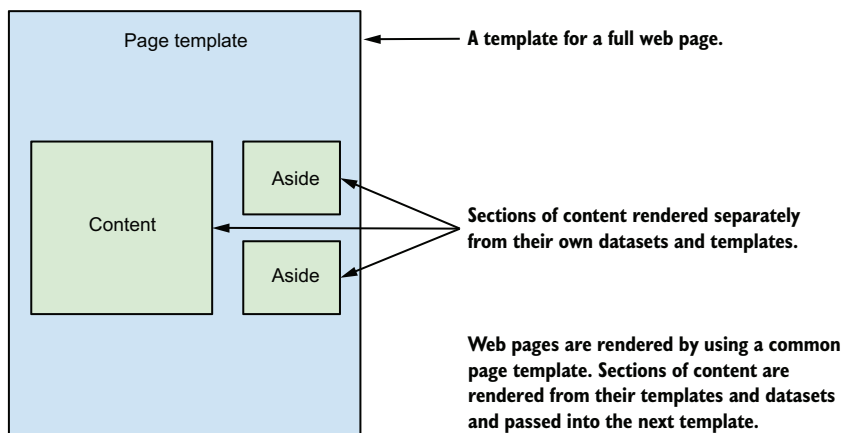 Page template
A template for a full web page.
Aside
Content
Sections of content rendered separately
from their own datasets and templates.
Aside
Web pages are rendered by using a common
page template. Sections of content are
rendered from their templates and datasets
and passed into the next template.